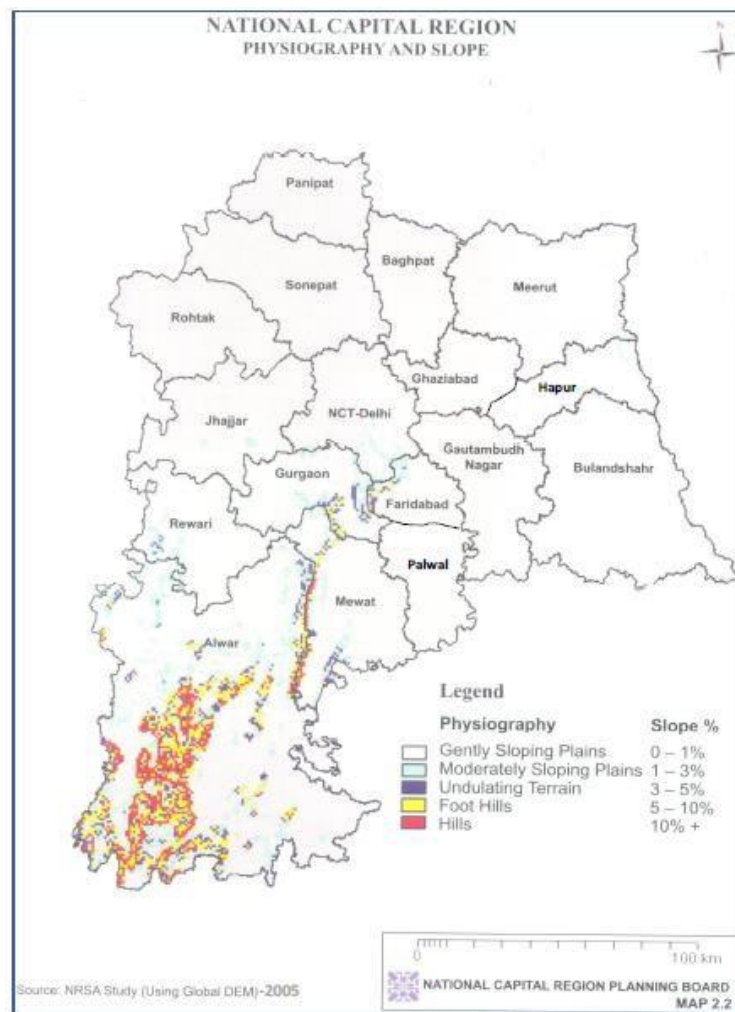 NATIONAL CAPITAL REGION
PHYSIOGRAPHY AND SLOPE
N
Panipat
Baghpat
Sonepat
Meerut
Rohtak
Ghaziabad
Hapur
Jhajjar
NCT-Delhi
Gautambudh
Nagar
Bulandshahr
Gurgaon
Faridabad
Rewari
Palwal
Mewat
Alwar
Legend
Physiography Slope %
Gently Sloping Plains 0 – 1%
Moderately Sloping Plains 1 – 3%
Undulating Terrain 3 – 5%
Foot Hills 5 – 10%
Hills 10% +
0 100 km
Source: NRSA Study (Using Global DEM)-2005
NATIONAL CAPITAL REGION PLANNING BOARD
MAP 2.2